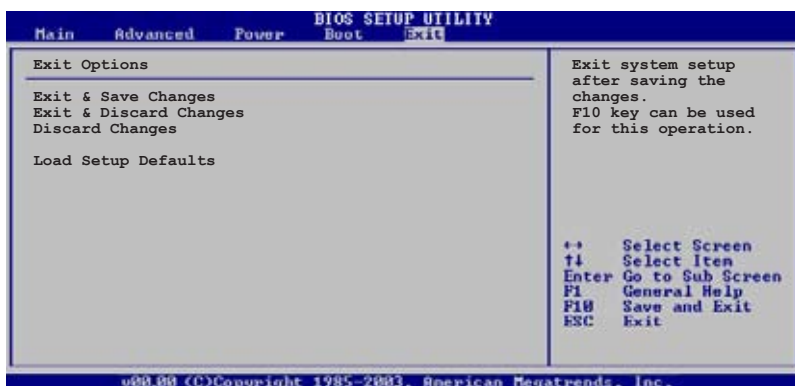 BIOS SETUP UTILITY
Main Advanced Power Boot Exit
Exit Options
Exit & Save Changes
Exit & Discard Changes
Discard Changes
Load Setup Defaults
Exit system setup
after saving the
changes.
F10 key can be used
for this operation.
←→ Select Screen
↑↓ Select Item
Enter Go to Sub Screen
F1 General Help
F10 Save and Exit
ESC Exit
v00.00 (C)Copyright 1985-2003, American Megatrends, Inc.